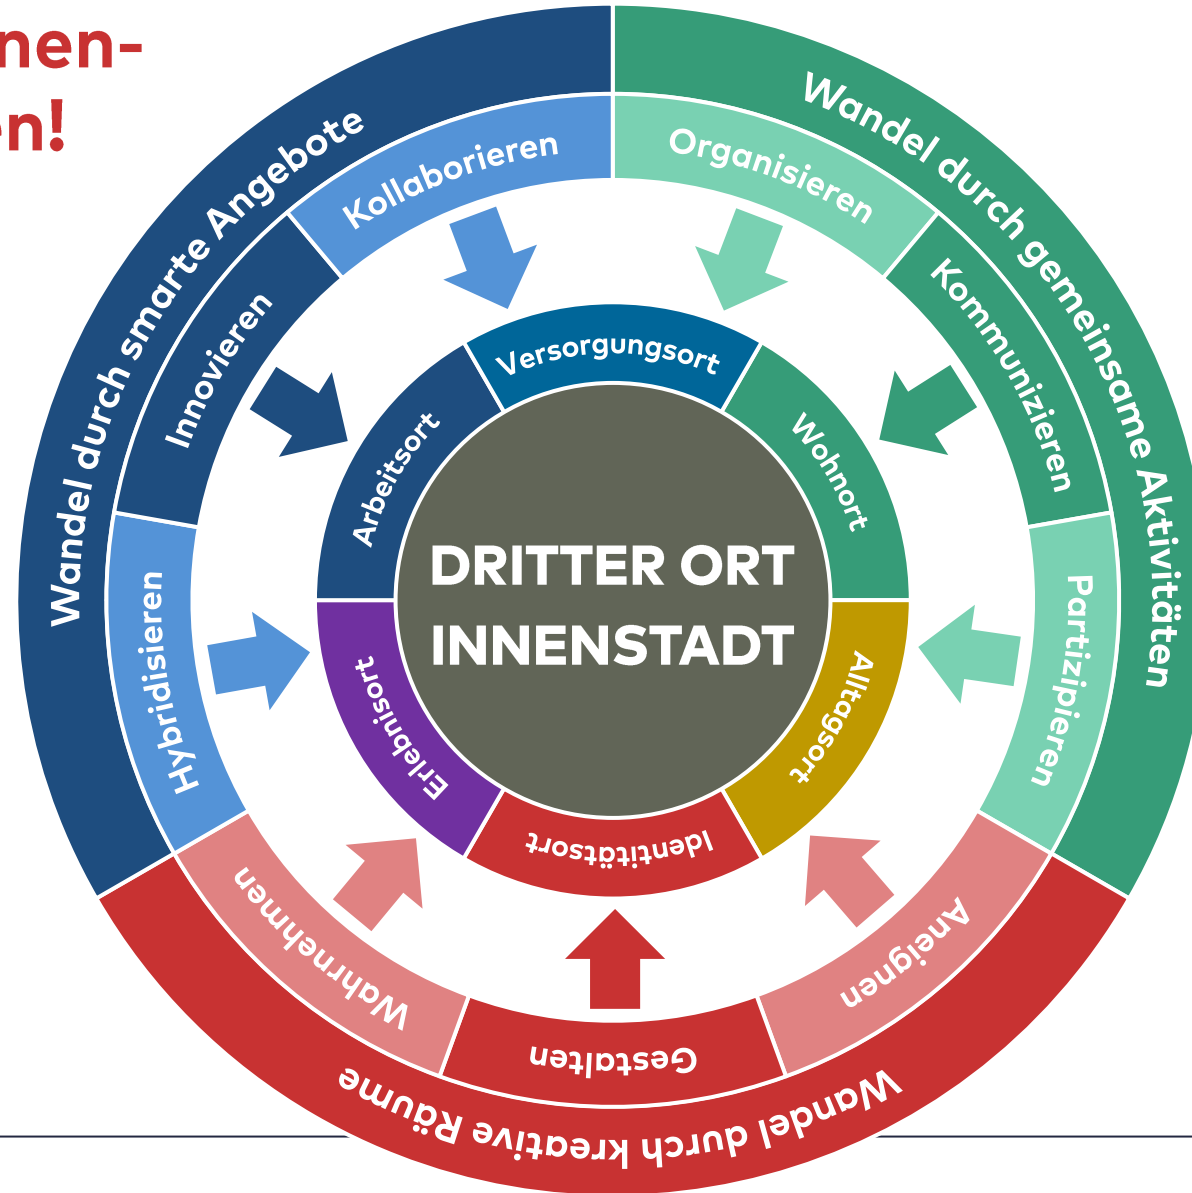 nen-
en!
Wandel durch smarte Angebote
Wandel durch gemeinsame Aktivitäten
Wandel durch kreative Räume
Kollaborieren
Organisieren
Kommunizieren
Partizipieren
Aneignen
Gestalten
Wahrnehmen
Hybridisieren
Innovieren
Versorgungsort
Wohnort
Alltagsort
Identitätsort
Erlebnisort
Arbeitsort
DRITTER ORT
INNENSTADT